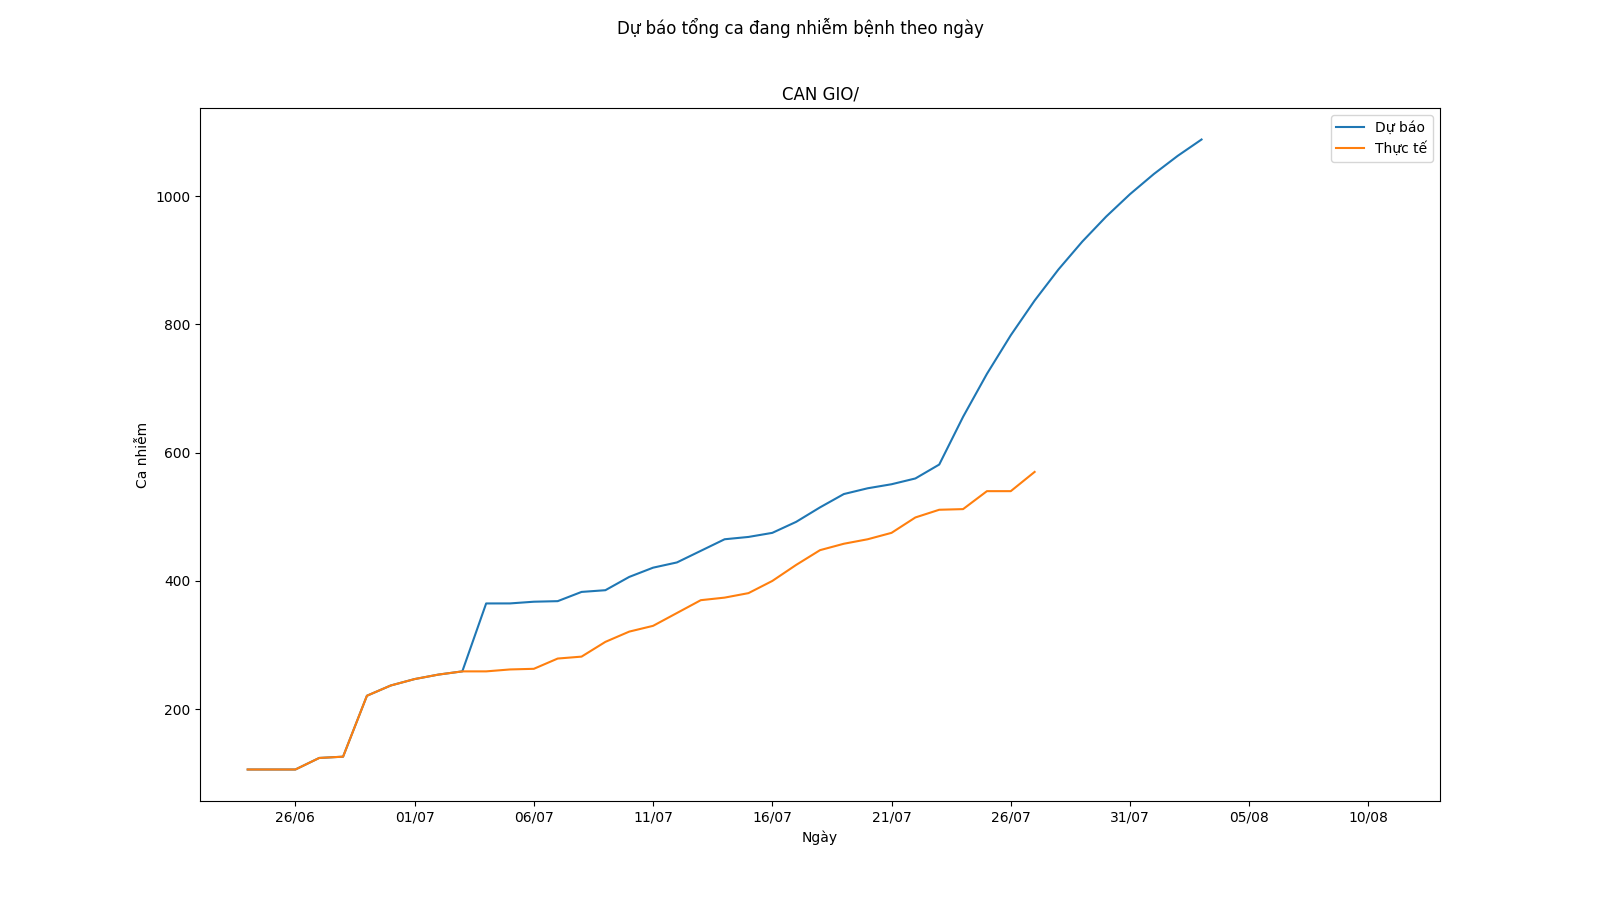 Dự báo tổng ca đang nhiễm bệnh theo ngày
CAN GIO/
Dự báo
Thực tế
1000
800
600
400
200
Ca nhiễm
26/06 01/07 06/07 11/07 16/07 21/07 26/07 31/07 05/08 10/08
Ngày